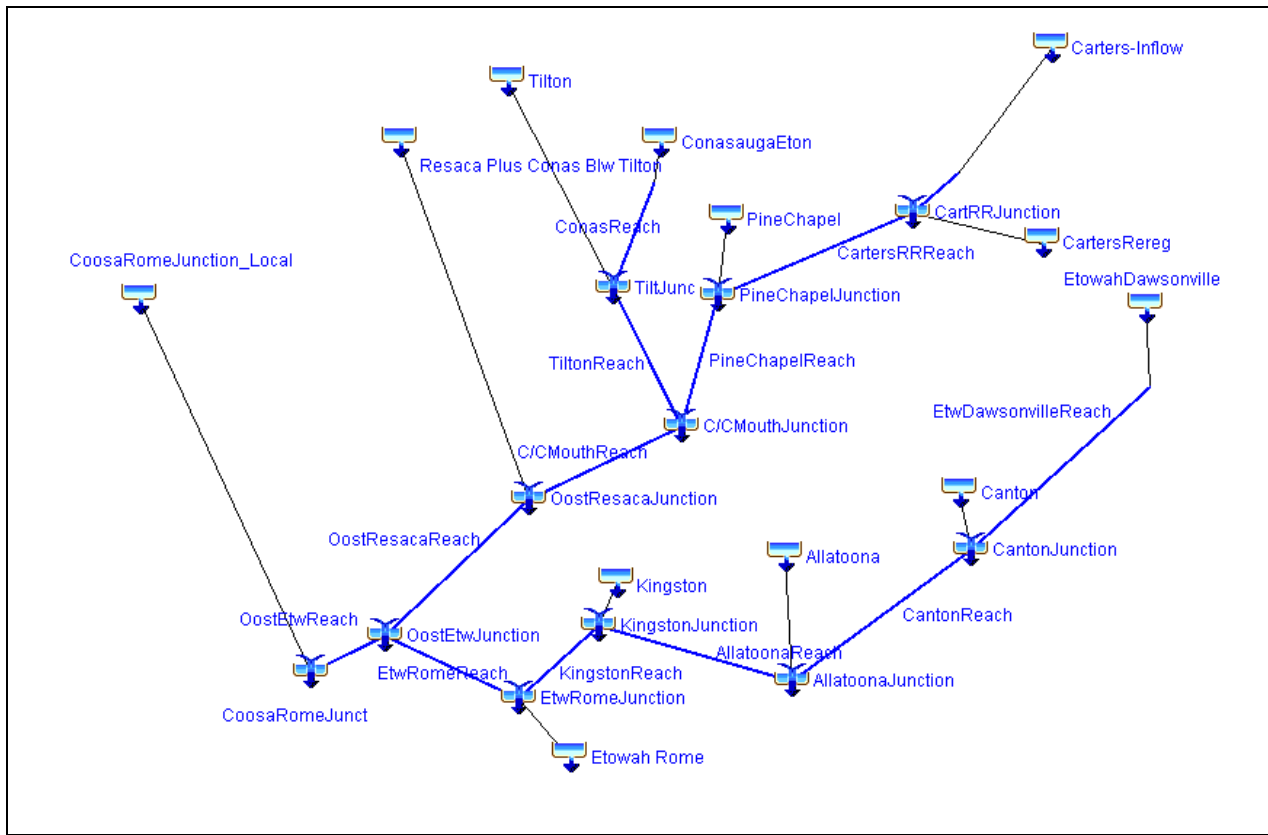 Carters-Inflow
Tilton
ConasaugaEton
Resaca Plus Conas Blw Tilton
CartRRJunction
PineChapel
ConasReach
CartersRereg
CartersRRReach
CoosaRomeJunction_Local
EtowahDawsonville
TiltJunc
PineChapelJunction
TiltonReach
PineChapelReach
EtwDawsonvilleReach
C/CMouthJunction
C/CMouthReach
Canton
OostResacaJunction
OostResacaReach
CantonJunction
Allatoona
Kingston
CantonReach
OostEtwReach
KingstonJunction
OostEtwJunction
AllatoonaReach
EtwRomeReach
KingstonReach
AllatoonaJunction
EtwRomeJunction
CoosaRomeJunct
Etowah Rome